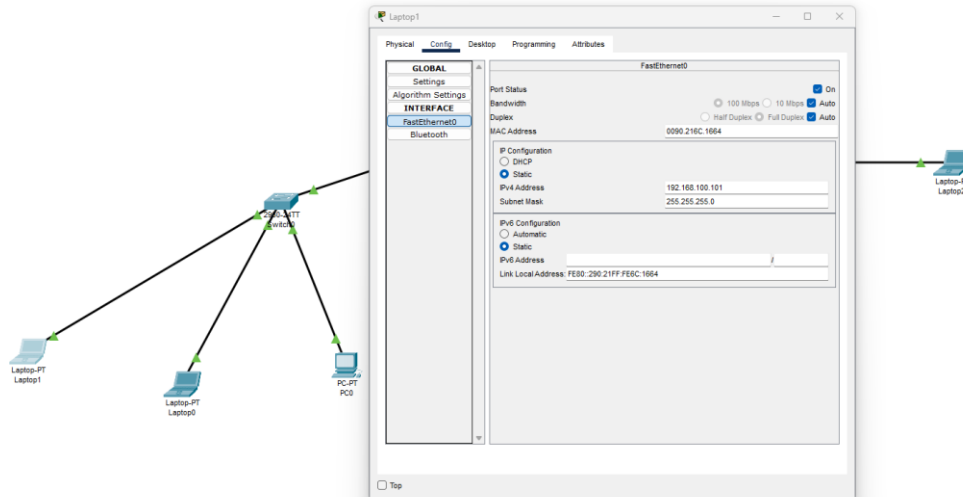 Laptop1
Physical Config Desktop Programming Attributes
GLOBAL
Settings
Algorithm Settings
INTERFACE
FastEthernet0
Bluetooth
FastEthernet0
Port Status On
Bandwidth 100 Mbps 10 Mbps Auto
Duplex Half Duplex Full Duplex Auto
MAC Address 0090.216C.1664
IP Configuration
DHCP
Static
IPv4 Address 192.168.100.101
Subnet Mask 255.255.255.0
IPv6 Configuration
Automatic
Static
IPv6 Address /
Link Local Address: FE80::290:21FF:FE6C:1664
Top
Switch0
Laptop-PT
Laptop1
Laptop-PT
Laptop0
PC-PT
PC0